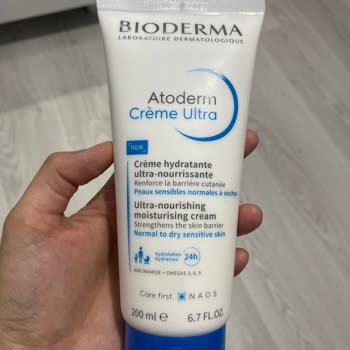 BIODERMA
LABORATOIRE DERMATOLOGIQUE
Atoderm
Crème Ultra
NEW
Crème hydratante
ultra-nourrissante
Renforce la barrière cutanée
Peaux sensibles normales à sèches
Ultra-nourishing
moisturising cream
Strengthens the skin barrier
Normal to dry sensitive skin
Hydratation
Hydration
24h
NIACINAMIDE + OMEGAS 3, 6, 9
Care first.
NAOS
200 ml ℮ 6.7 FL.OZ.